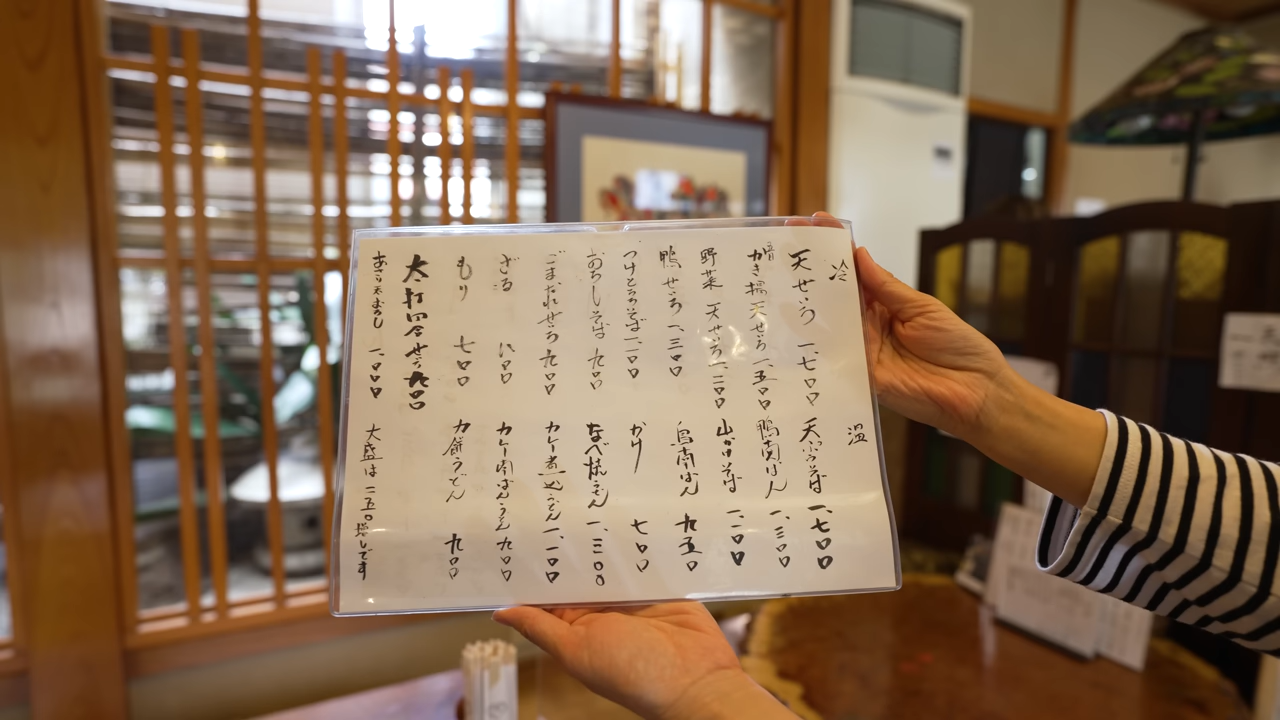 冷
天せいろ 一、七〇〇
かき揚天せいろ 一、五〇〇
野菜天せいろ 一、二〇〇
鴨せいろ 一、三〇〇
つけとろそば 一、一〇〇
おろしそば 九〇〇
ごまだれせいろ 九〇〇
ざる 八〇〇
もり 七〇〇
太打田舎せいろ 九〇〇
おろし 一、〇〇〇
温
天ぷらそば 一、七〇〇
鴨南ばん 一、三〇〇
山かけそば 一、一〇〇
鳥南ばん 九五〇
かけ 七〇〇
なべ焼うどん 一、三〇〇
カレー煮込うどん 一、一〇〇
カレー南ばんうどん 九〇〇
力餅うどん 九〇〇
大盛は 二五〇増しです